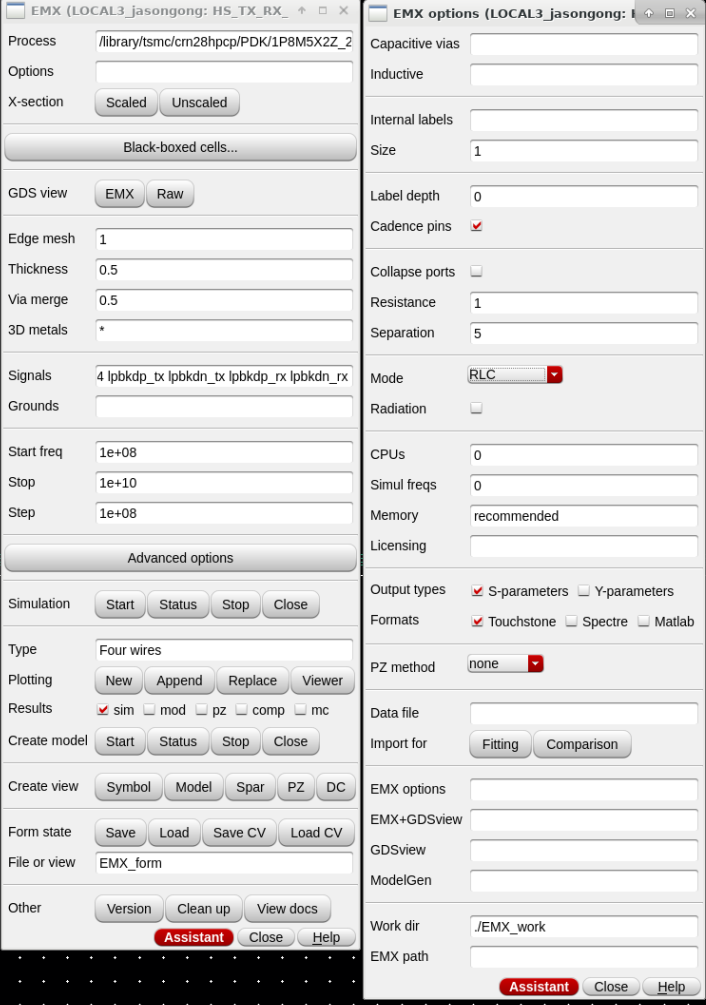 EMX (LOCAL3_jasongong: HS_TX_RX_
Process /library/tsmc/crn28hpcp/PDK/1P8M5X2Z_2
Options
X-section Scaled Unscaled
Black-boxed cells...
GDS view EMX Raw
Edge mesh 1
Thickness 0.5
Via merge 0.5
3D metals *
Signals 4 lpbkdp_tx lpbkdn_tx lpbkdp_rx lpbkdn_rx
Grounds
Start freq 1e+08
Stop 1e+10
Step 1e+08
Advanced options
Simulation Start Status Stop Close
Type Four wires
Plotting New Append Replace Viewer
Results sim mod pz comp mc
Create model Start Status Stop Close
Create view Symbol Model Spar PZ DC
Form state Save Load Save CV Load CV
File or view EMX_form
Other Version Clean up View docs
Assistant Close Help
EMX options (LOCAL3_jasongong:
Capacitive vias
Inductive
Internal labels
Size 1
Label depth 0
Cadence pins
Collapse ports
Resistance 1
Separation 5
Mode RLC
Radiation
CPUs 0
Simul freqs 0
Memory recommended
Licensing
Output types S-parameters Y-parameters
Formats Touchstone Spectre Matlab
PZ method none
Data file
Import for Fitting Comparison
EMX options
EMX+GDSview
GDSview
ModelGen
Work dir ./EMX_work
EMX path
Assistant Close Help